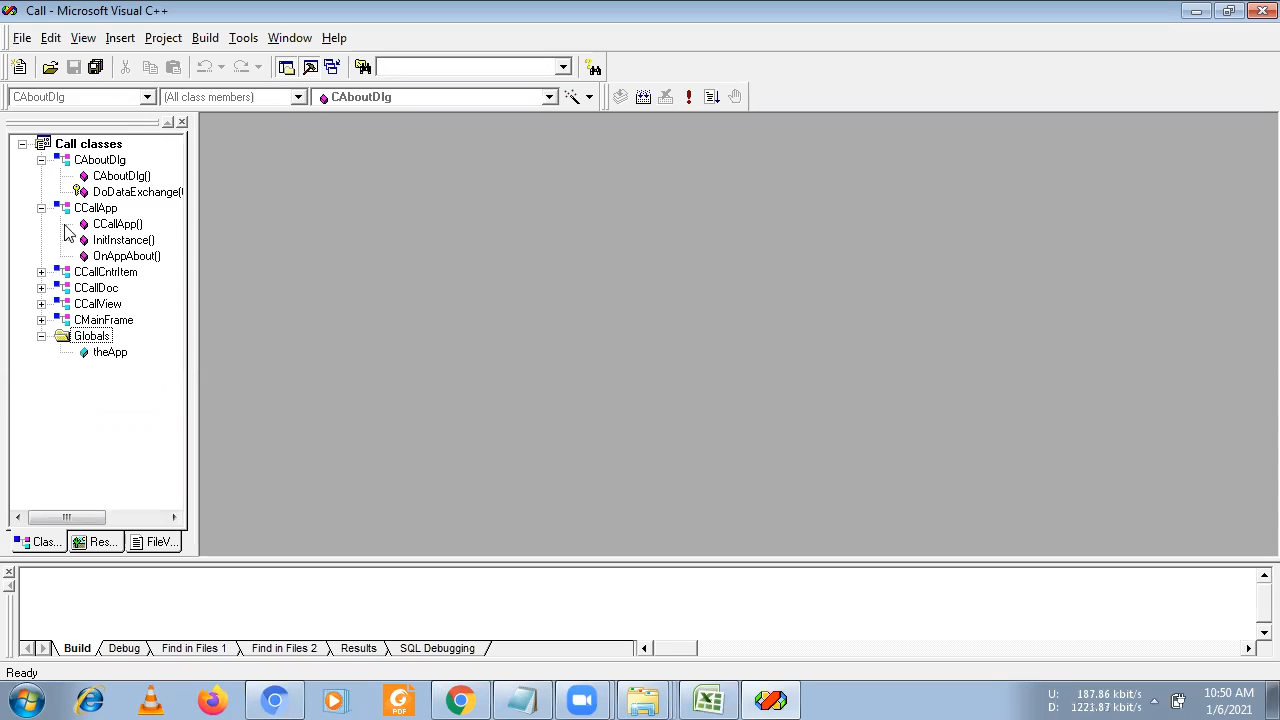 Call - Microsoft Visual C++
File Edit View Insert Project Build Tools Window Help
CAboutDlg (All class members) CAboutDlg
Call classes
CAboutDlg
CAboutDlg()
DoDataExchange(
CCallApp
CCallApp()
InitInstance()
OnAppAbout()
CCallCntrItem
CCallDoc
CCallView
CMainFrame
Globals
theApp
Clas... Res... FileV...
Build Debug Find in Files 1 Find in Files 2 Results SQL Debugging
Ready
PDF
U: 187.86 kbit/s
D: 1221.87 kbit/s
10:50 AM
1/6/2021